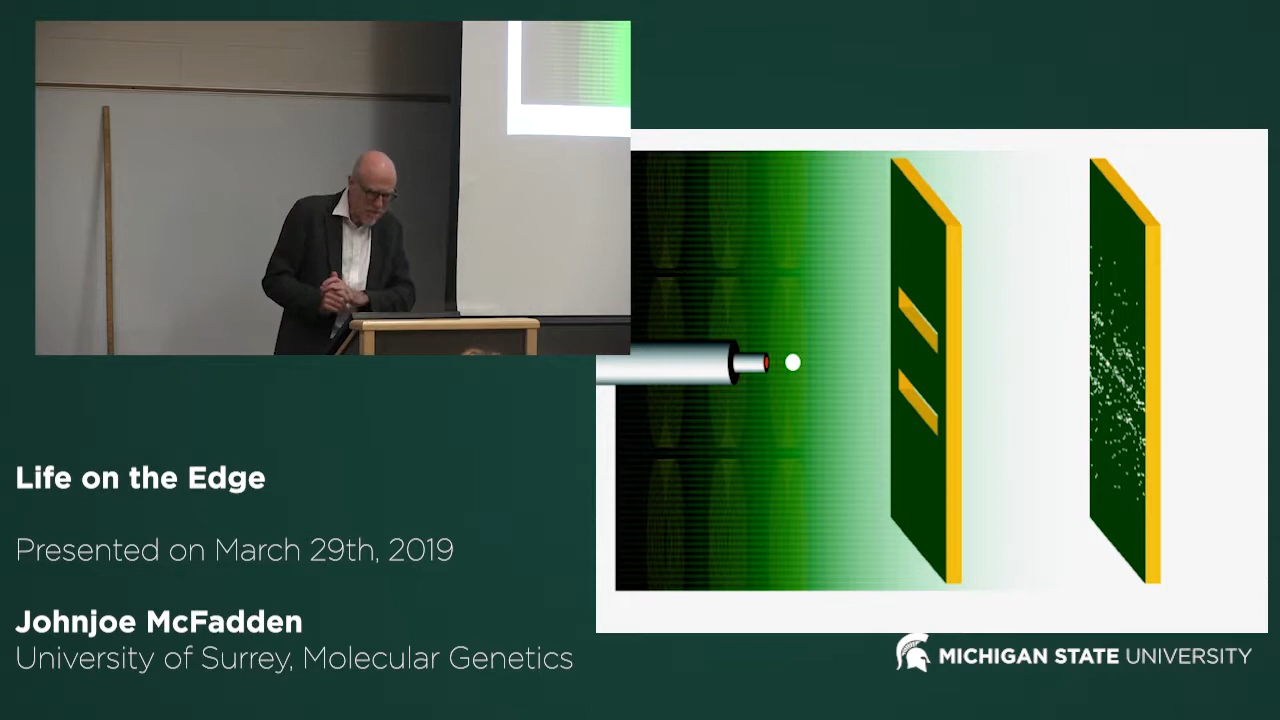 Life on the Edge
Presented on March 29th, 2019
Johnjoe McFadden
University of Surrey, Molecular Genetics
MICHIGAN STATE UNIVERSITY